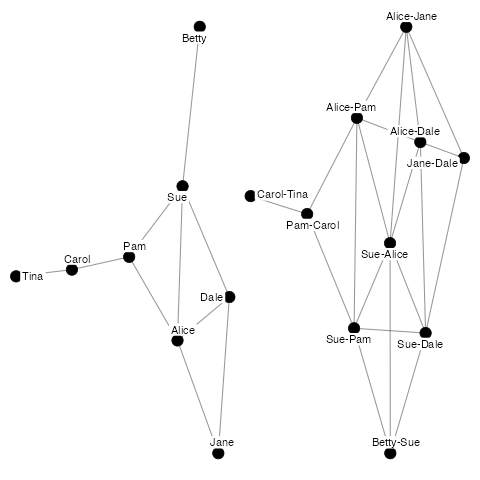 Betty
Sue
Pam
Carol
Tina
Dale
Alice
Jane
Alice-Jane
Alice-Pam
Alice-Dale
Jane-Dale
Carol-Tina
Pam-Carol
Sue-Alice
Sue-Pam
Sue-Dale
Betty-Sue